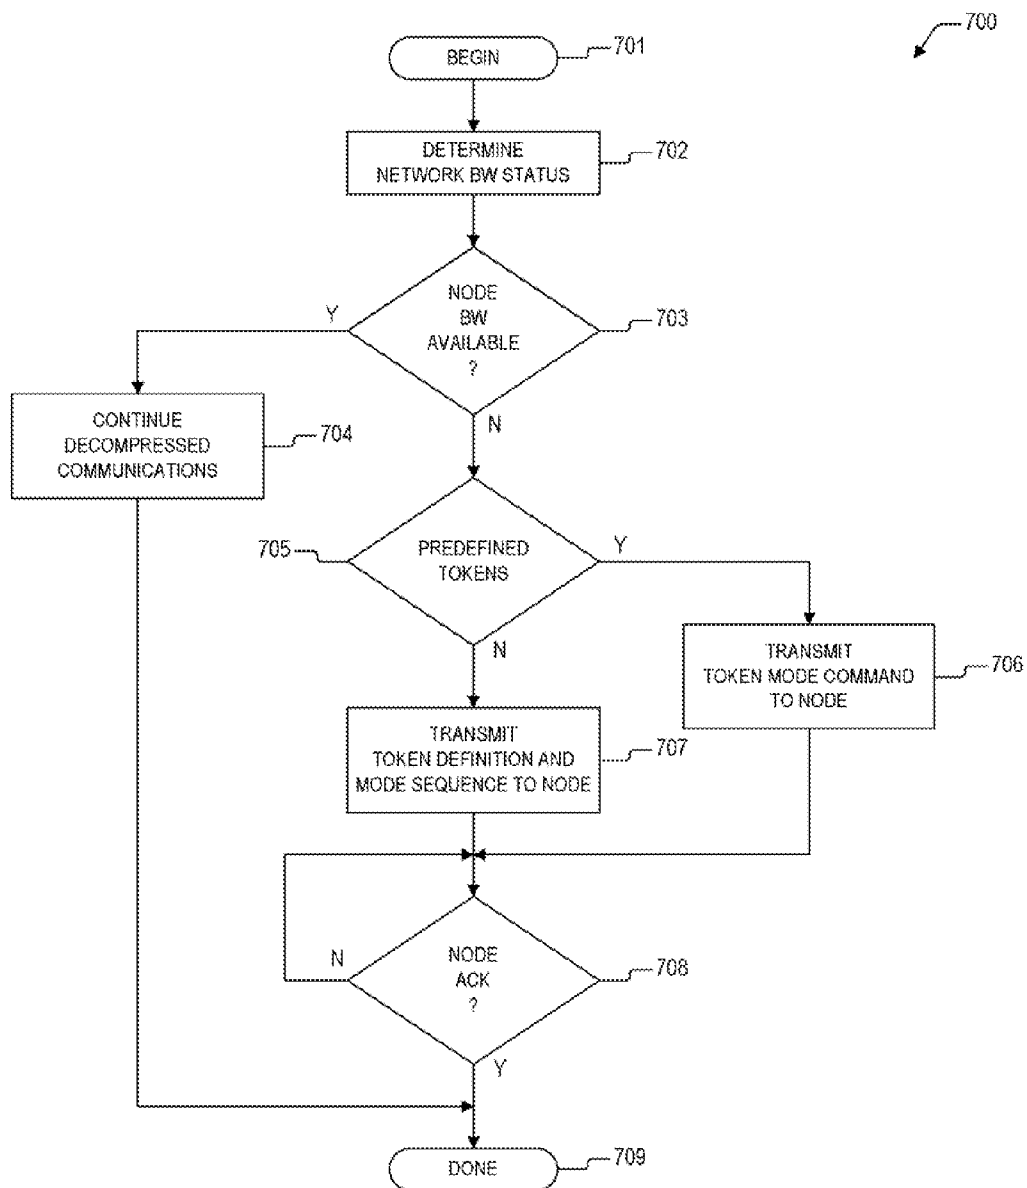 700
BEGIN
701
DETERMINE
NETWORK BW STATUS
702
NODE
BW
AVAILABLE
?
703
Y
N
CONTINUE
DECOMPRESSED
COMMUNICATIONS
704
705
PREDEFINED
TOKENS
Y
N
TRANSMIT
TOKEN MODE COMMAND
TO NODE
706
TRANSMIT
TOKEN DEFINITION AND
MODE SEQUENCE TO NODE
707
NODE
ACK
?
708
N
Y
DONE
709